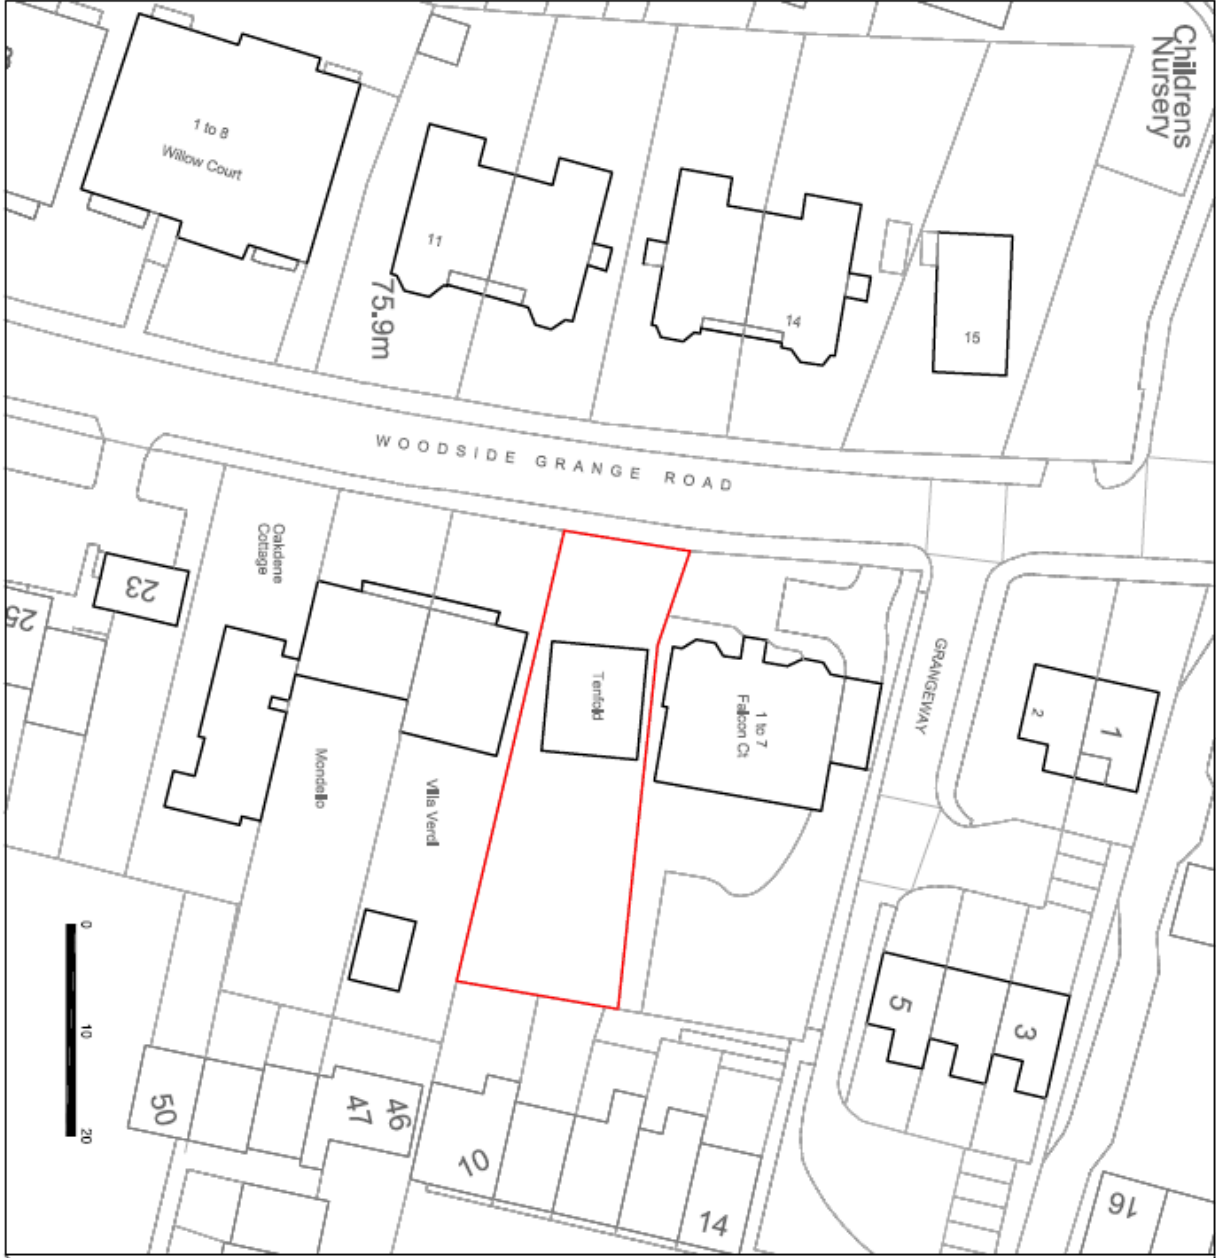 Childrens
Nursery
1 to 8
Willow Court
11
75.9m
14
15
WOODSIDE GRANGE ROAD
Oakdene
Cottage
23
25
Tenfold
1 to 7
Falcon Ct
GRANGEWAY
2
1
Mondello
Villa Verdi
0
10
20
5
3
50
47
46
10
14
16